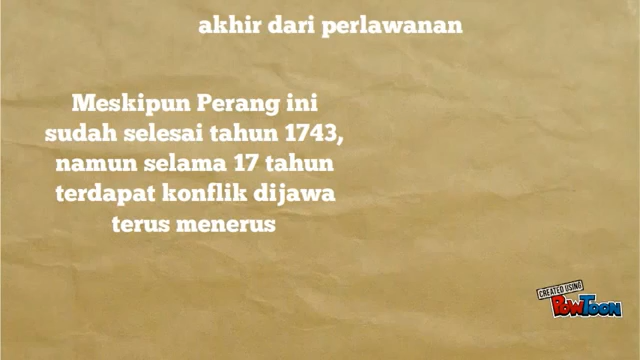 akhir dari perlawanan
Meskipun Perang ini
sudah selesai tahun 1743,
namun selama 17 tahun
terdapat konflik dijawa
terus menerus
CREATED USING
POWTOON